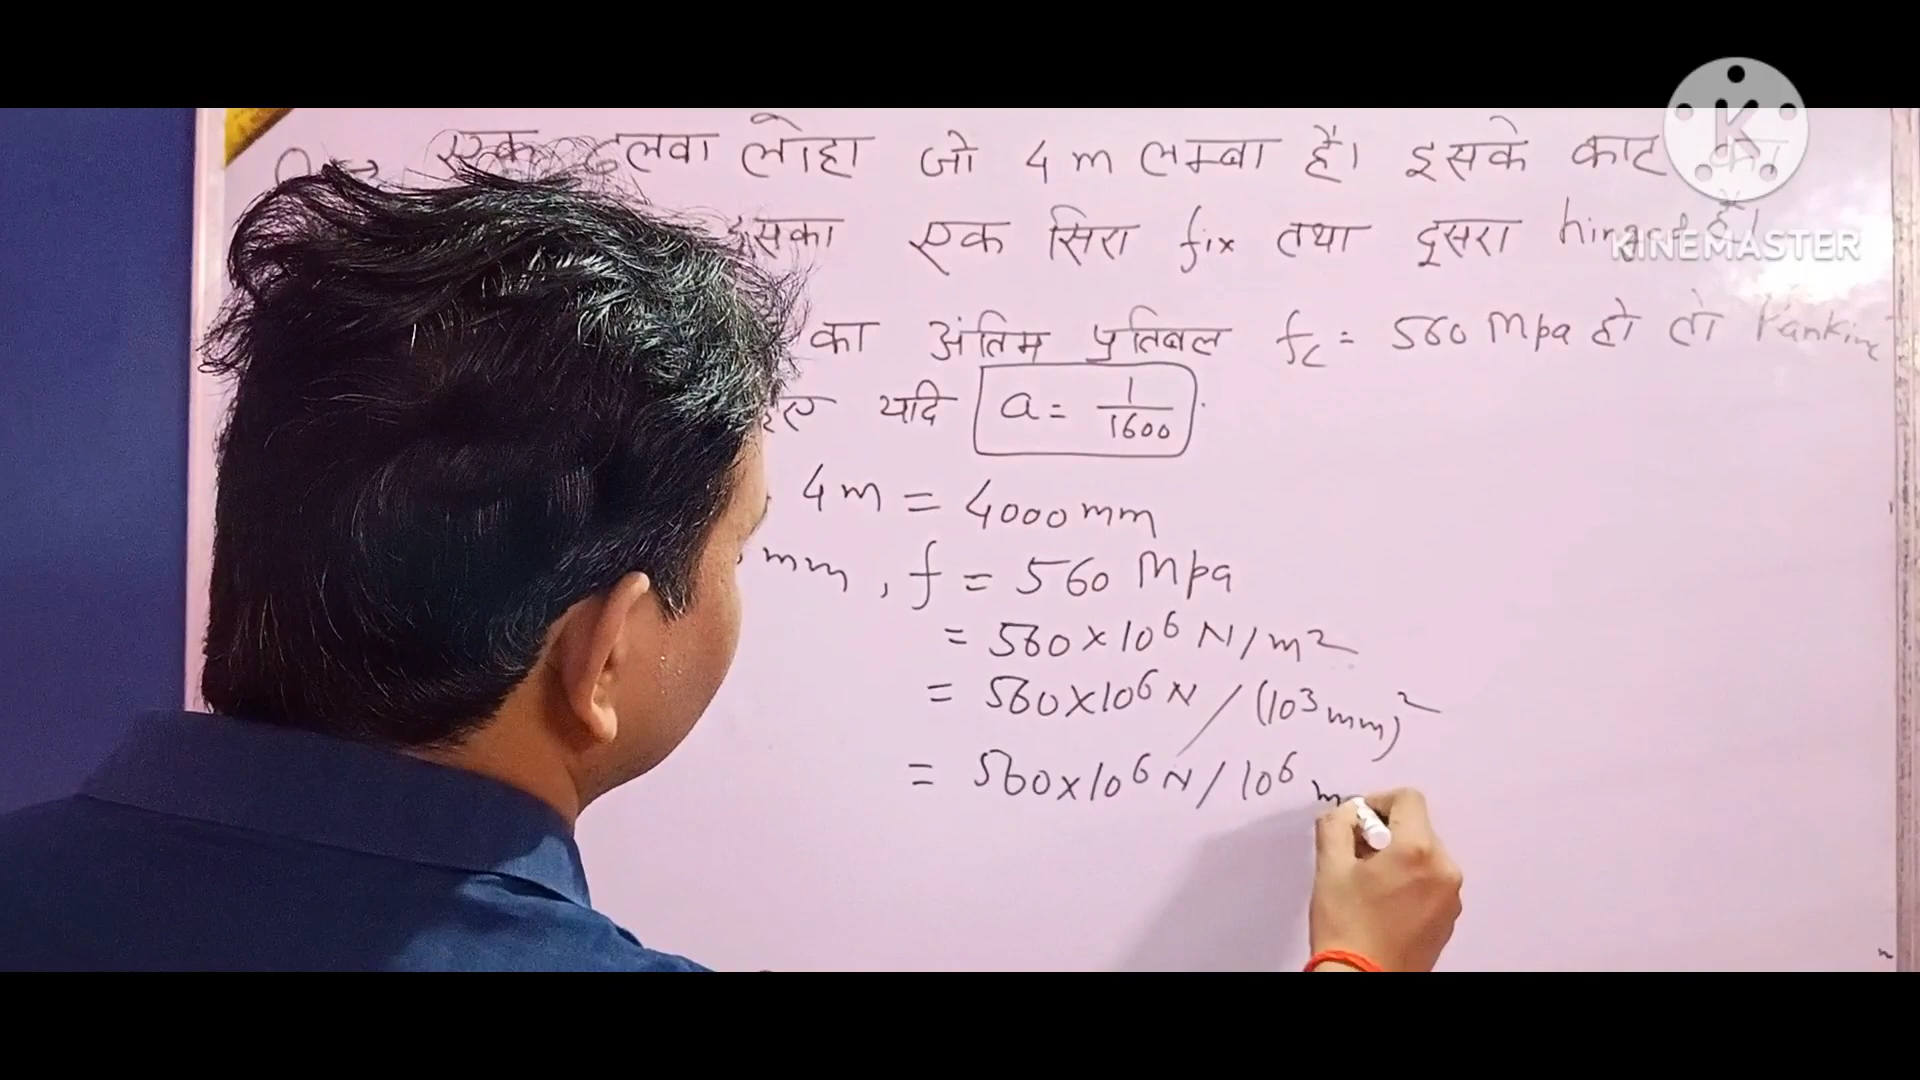 ढलवा लोहा जो 4 m लम्बा है। इसके काट का
इसका एक सिरा fix तथा दूसरा hinged है।
का अंतिम प्रतिबल fc = 560 Mpa हो तो Rankine
यदि a = 1/1600
4 m = 4000 mm
mm, f = 560 Mpa
= 560 × 10⁶ N/m²
= 560 × 10⁶ N / (10³ mm)²
= 560 × 10⁶ N / 10⁶ m
K
KINEMASTER